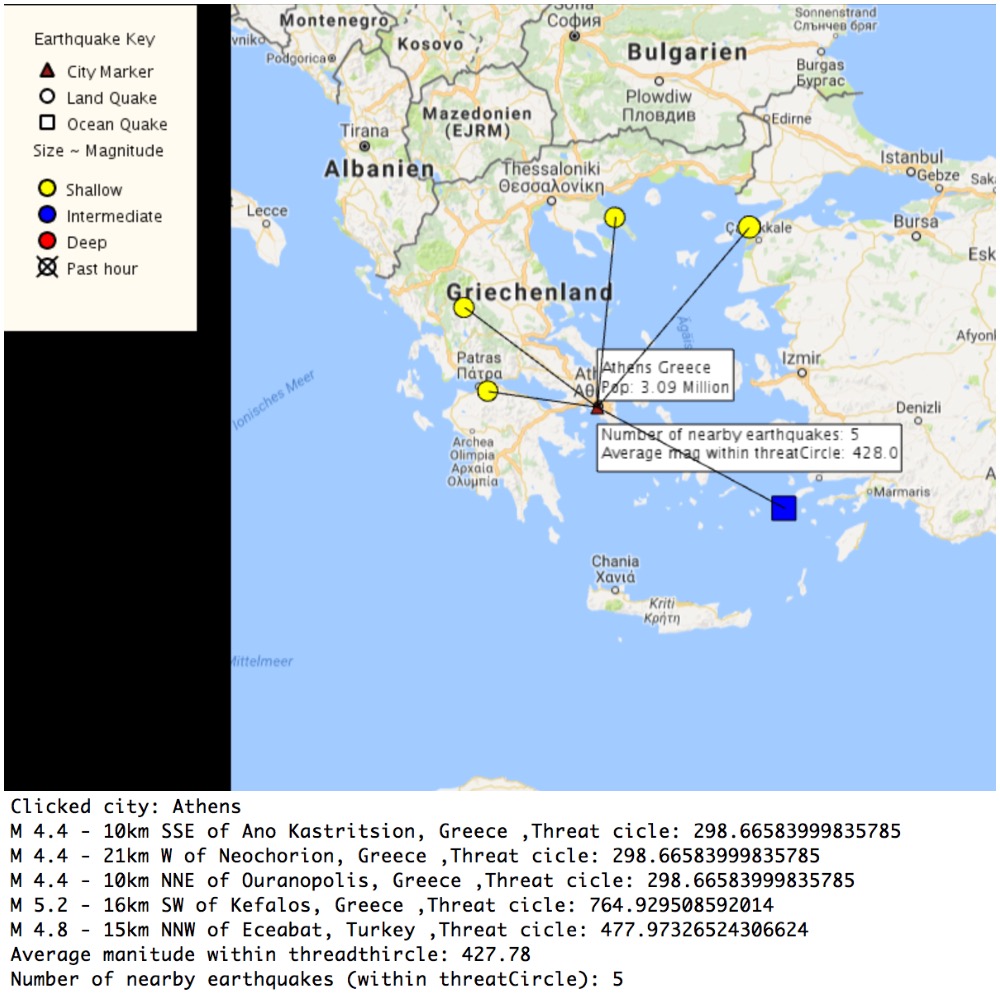 Earthquake Key
City Marker
Land Quake
Ocean Quake
Size ~ Magnitude
Shallow
Intermediate
Deep
Past hour
Montenegro
Podgorica
Kosovo
София
Bulgarien
Sonnenstrand
Слънчев бряг
Burgas
Бургас
Plowdiw
Пловдив
Mazedonien
(EJRM)
Edirne
Tirana
Albanien
Thessaloniki
Θεσσαλονίκη
Istanbul
Gebze
Saka
Lecce
Bursa
Esk
Ç kkale
Griechenland
Ägäis
Afyonk
Izmir
Patras
Πάτρα
Ath
Αθ
Athens Greece
Pop: 3.09 Million
Ionisches Meer
Denizli
Number of nearby earthquakes: 5
Average mag within threatCircle: 428.0
Archea
Olimpia
Αρχαία
Ολυμπία
A
Marmaris
Chania
Χανιά
Kriti
Κρήτη
Mittelmeer
Clicked city: Athens
M 4.4 - 10km SSE of Ano Kastritsion, Greece ,Threat cicle: 298.66583999835785
M 4.4 - 21km W of Neochorion, Greece ,Threat cicle: 298.66583999835785
M 4.4 - 10km NNE of Ouranopolis, Greece ,Threat cicle: 298.66583999835785
M 5.2 - 16km SW of Kefalos, Greece ,Threat cicle: 764.929508592014
M 4.8 - 15km NNW of Eceabat, Turkey ,Threat cicle: 477.97326524306624
Average manitude within threadthircle: 427.78
Number of nearby earthquakes (within threatCircle): 5